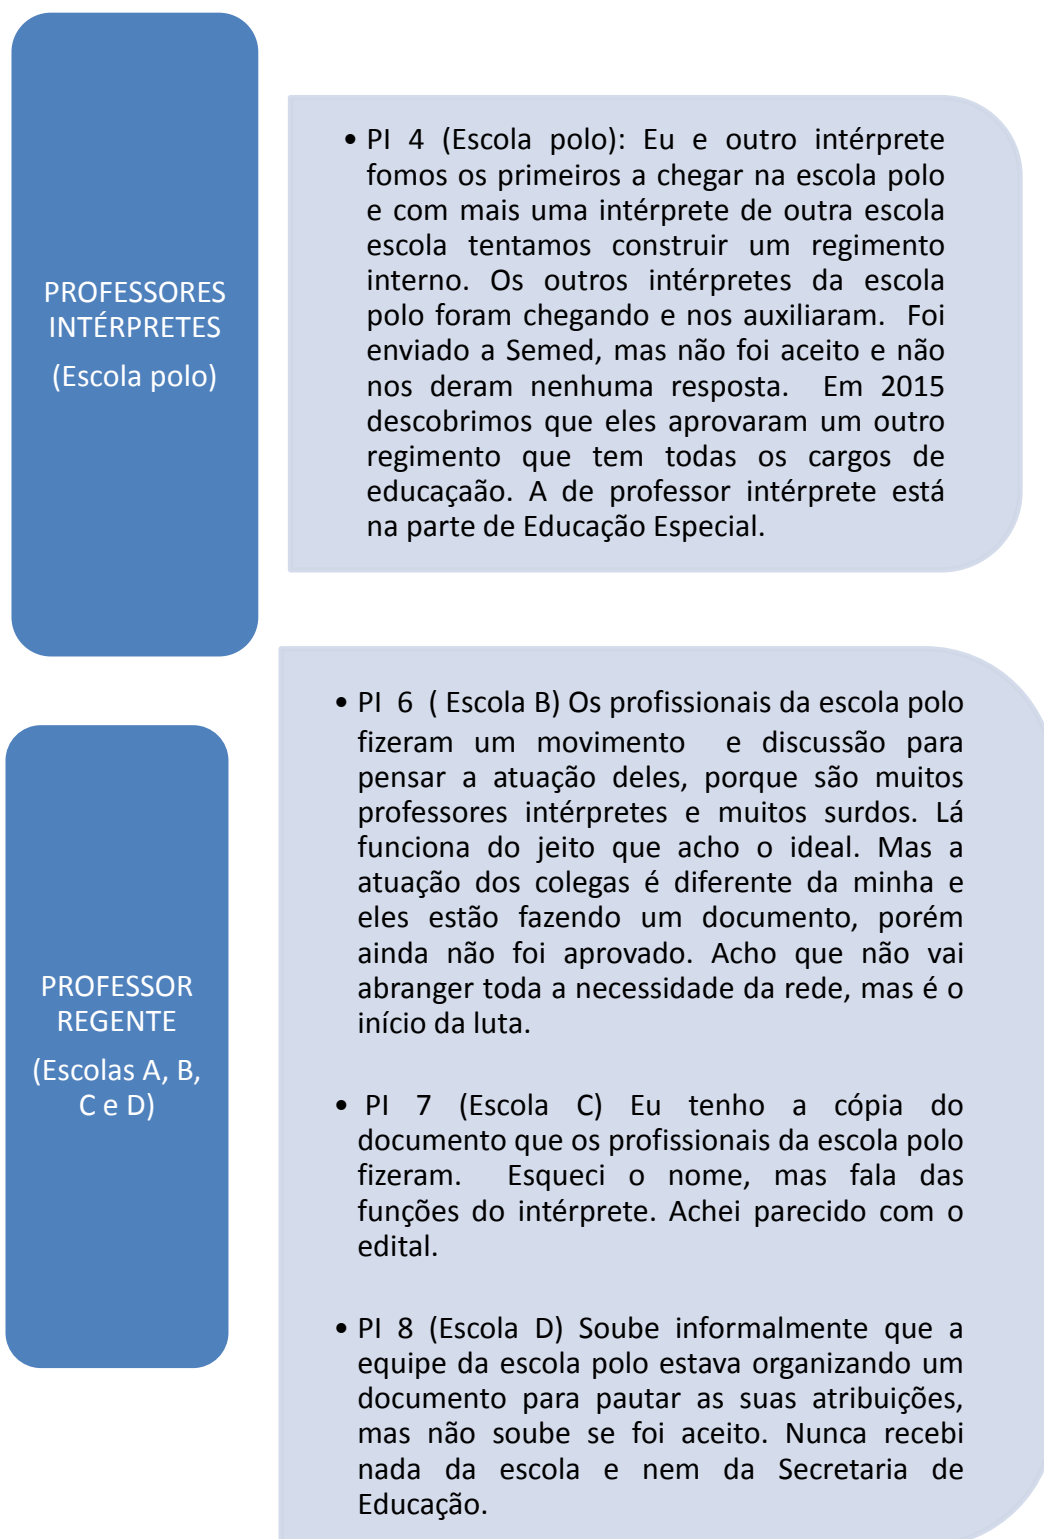 PROFESSORES
INTÉRPRETES
(Escola polo)
• PI 4 (Escola polo): Eu e outro intérprete
fomos os primeiros a chegar na escola polo
e com mais uma intérprete de outra escola
escola tentamos construir um regimento
interno. Os outros intérpretes da escola
polo foram chegando e nos auxiliaram. Foi
enviado a Semed, mas não foi aceito e não
nos deram nenhuma resposta. Em 2015
descobrimos que eles aprovaram um outro
regimento que tem todas os cargos de
educaçaão. A de professor intérprete está
na parte de Educação Especial.
PROFESSOR
REGENTE
(Escolas A, B,
C e D)
• PI 6 ( Escola B) Os profissionais da escola polo
fizeram um movimento e discussão para
pensar a atuação deles, porque são muitos
professores intérpretes e muitos surdos. Lá
funciona do jeito que acho o ideal. Mas a
atuação dos colegas é diferente da minha e
eles estão fazendo um documento, porém
ainda não foi aprovado. Acho que não vai
abranger toda a necessidade da rede, mas é o
início da luta.
• PI 7 (Escola C) Eu tenho a cópia do
documento que os profissionais da escola polo
fizeram. Esqueci o nome, mas fala das
funções do intérprete. Achei parecido com o
edital.
• PI 8 (Escola D) Soube informalmente que a
equipe da escola polo estava organizando um
documento para pautar as suas atribuições,
mas não soube se foi aceito. Nunca recebi
nada da escola e nem da Secretaria de
Educação.